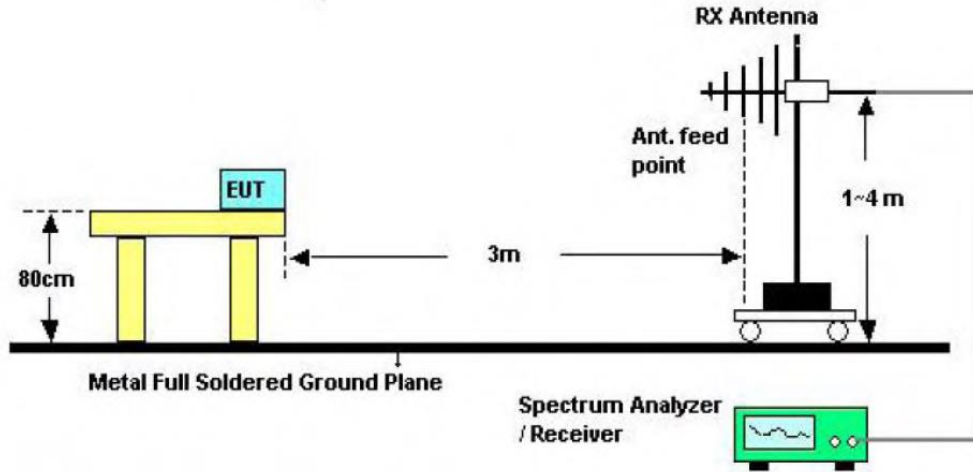 RX Antenna
Ant. feed
point
EUT
1~4 m
3m
80cm
Metal Full Soldered Ground Plane
Spectrum Analyzer
/ Receiver